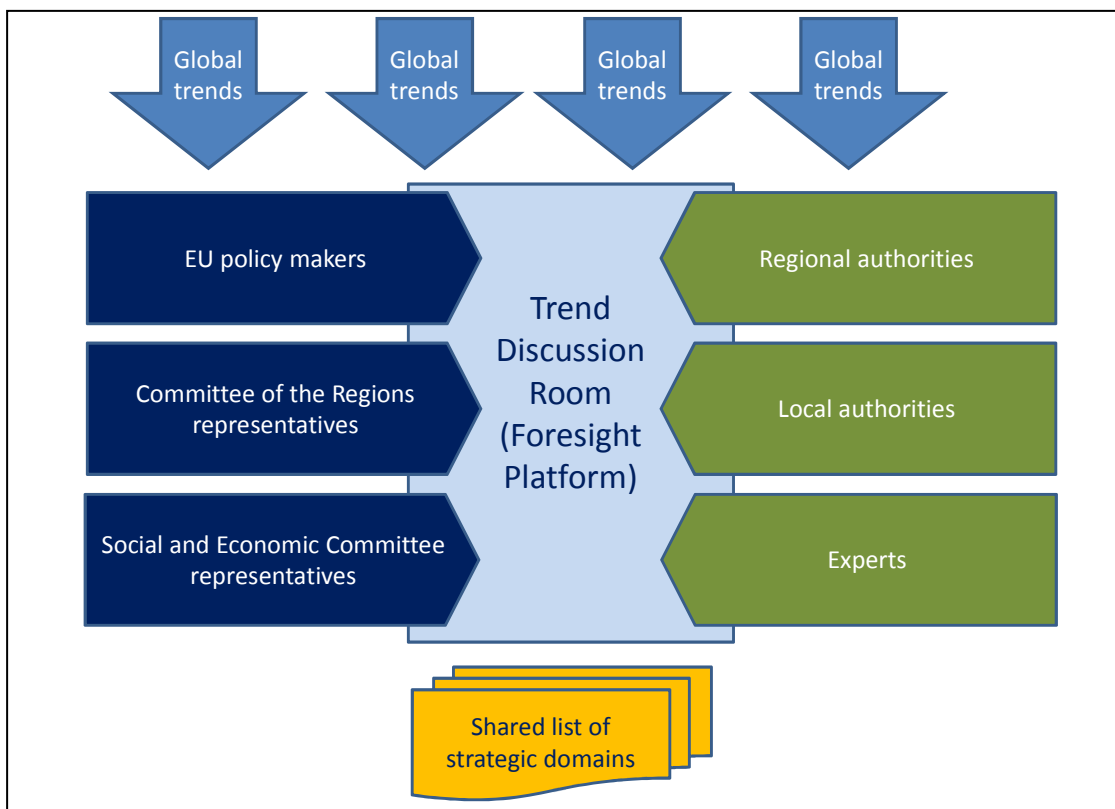 Global
trends
Global
trends
Global
trends
Global
trends
EU policy makers
Committee of the Regions
representatives
Social and Economic Committee
representatives
Trend
Discussion
Room
(Foresight
Platform)
Regional authorities
Local authorities
Experts
Shared list of
strategic domains